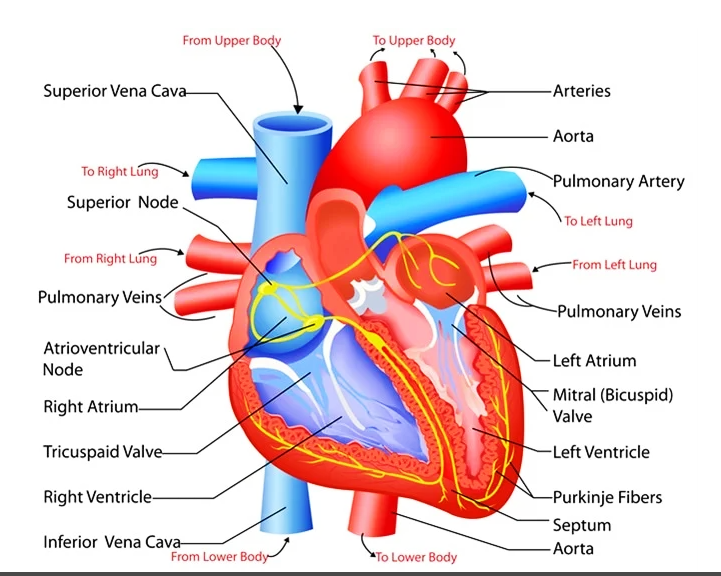 From Upper Body
To Upper Body
Superior Vena Cava
Arteries
Aorta
To Right Lung
Pulmonary Artery
Superior Node
To Left Lung
From Right Lung
From Left Lung
Pulmonary Veins
Pulmonary Veins
Atrioventricular
Node
Left Atrium
Right Atrium
Mitral (Bicuspid)
Valve
Tricuspaid Valve
Left Ventricle
Right Ventricle
Purkinje Fibers
Septum
Inferior Vena Cava
Aorta
From Lower Body
To Lower Body